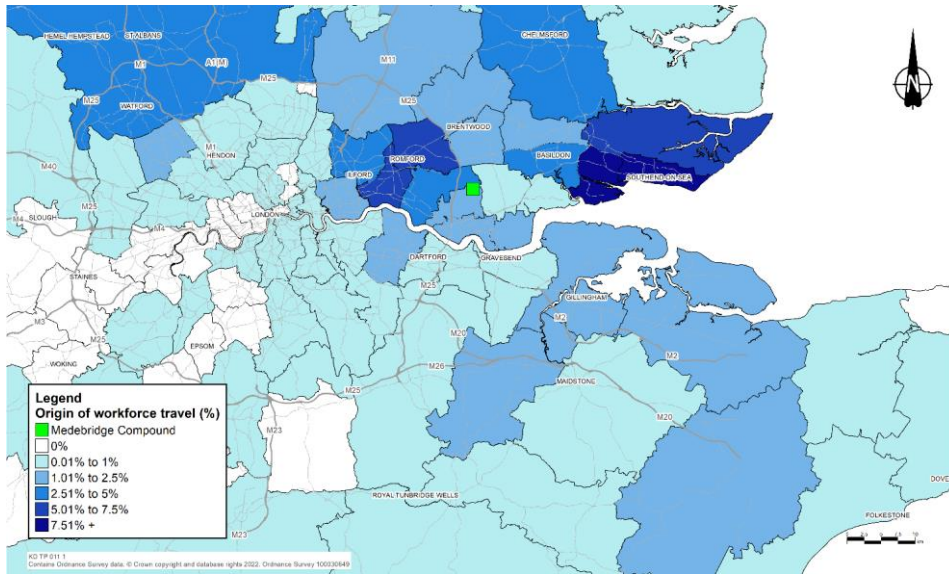 HEMEL HEMPSTEAD
ST ALBANS
CHELMSFORD
M1
A1(M)
M11
M25
M25
M25
WATFORD
BRENTWOOD
M1
HENDON
ROMFORD
BASILDON
M40
ILFORD
SOUTHEND-ON-SEA
M25
SLOUGH
LONDON
M4
M4
STAINES
DARTFORD
GRAVESEND
M25
GILLINGHAM
M3
M20
M2
M25
EPSOM
M2
WOKING
M26
MAIDSTONE
M25
M20
M23
ROYAL TUNBRIDGE WELLS
DOVE
FOLKESTONE
M23
N
Legend
Origin of workforce travel (%)
Medebridge Compound
0%
0.01% to 1%
1.01% to 2.5%
2.51% to 5%
5.01% to 7.5%
7.51% +
KD TP 011 1
Contains Ordnance Survey data. © Crown copyright and database rights 2022. Ordnance Survey 100030649